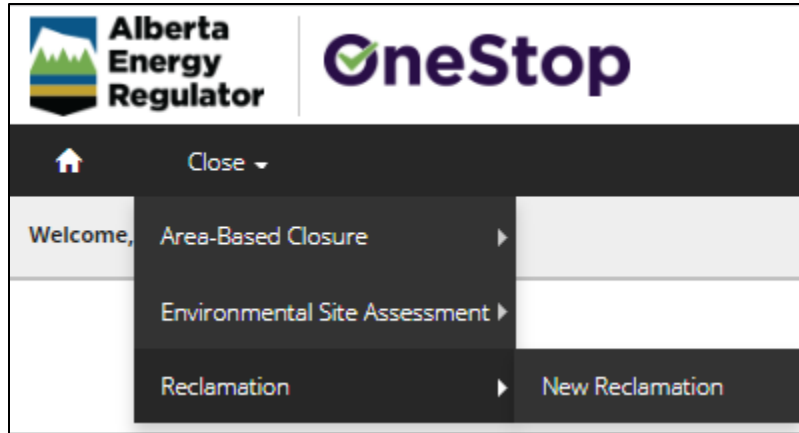 Alberta
Energy
Regulator
OneStop
Close
Welcome,
Area-Based Closure
Environmental Site Assessment
Reclamation
New Reclamation